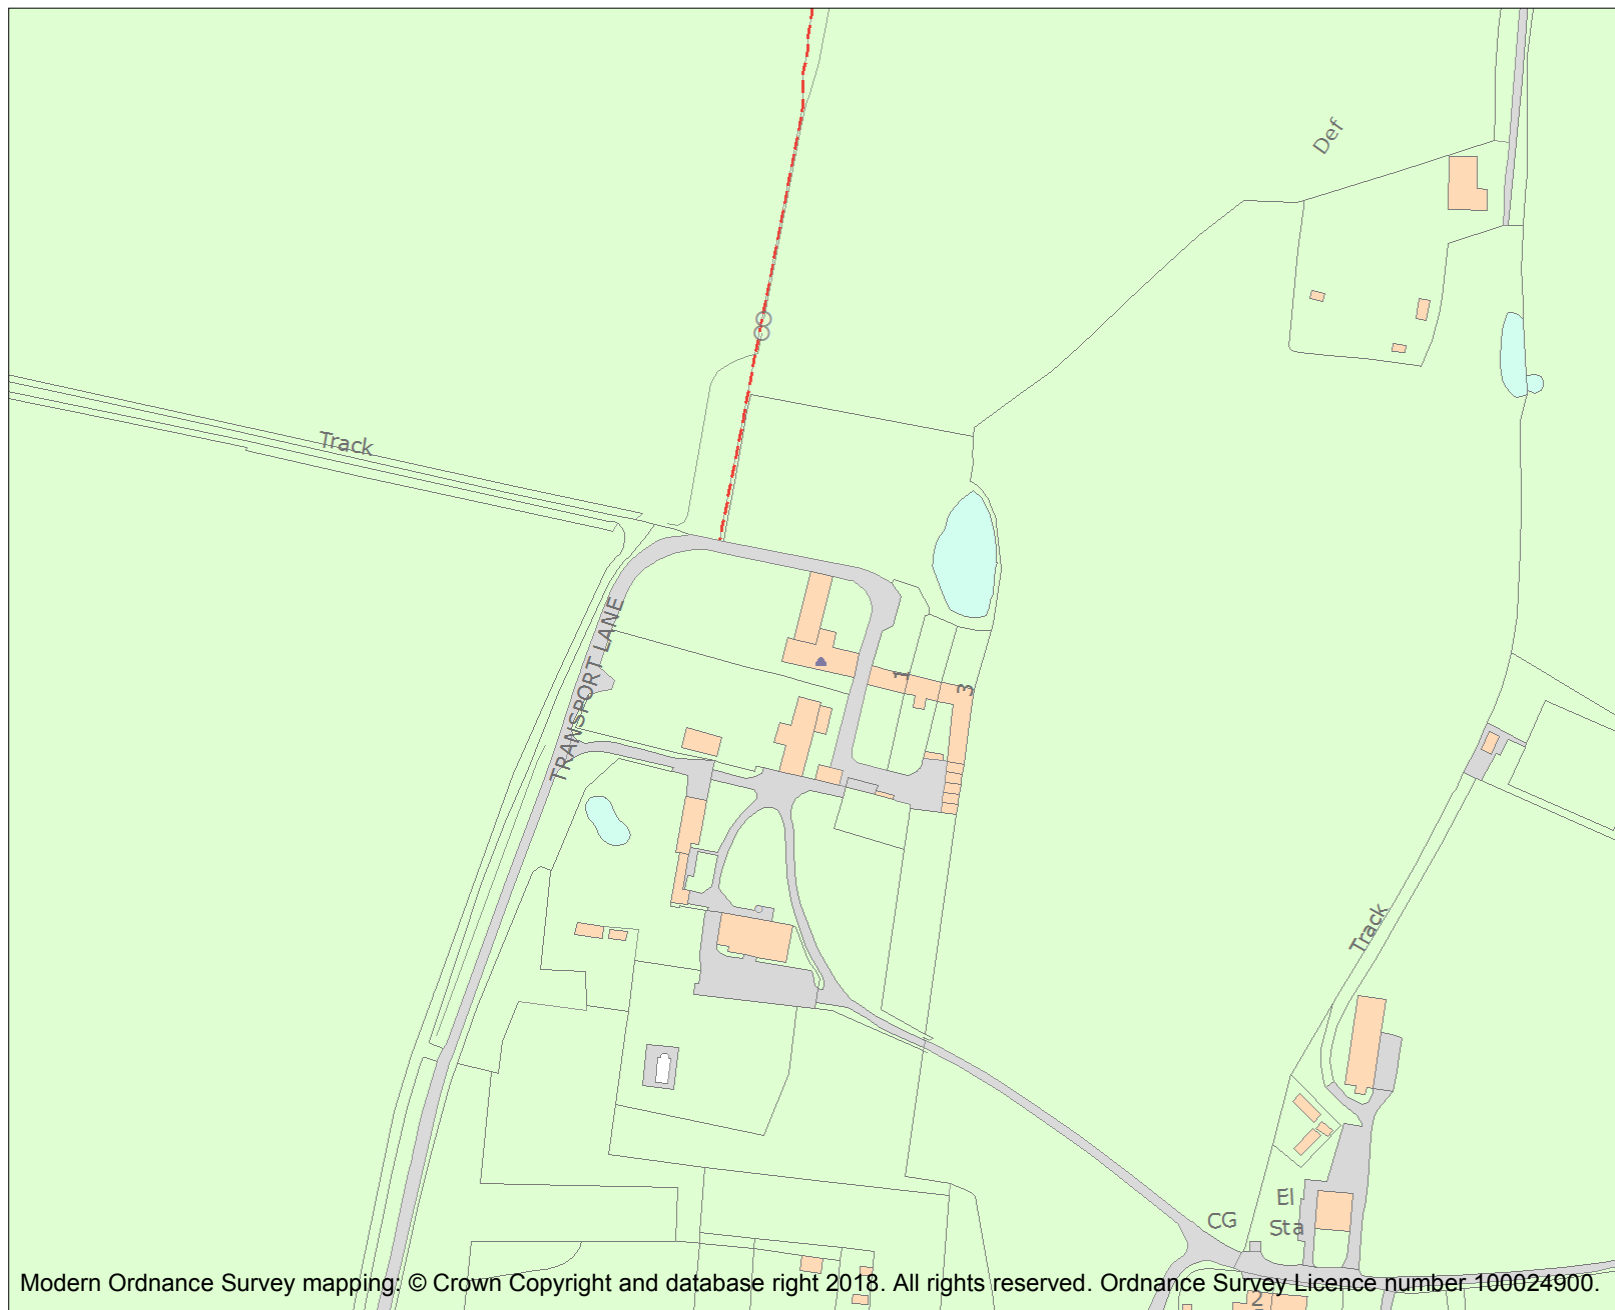 Def
Track
TRANSPORT LANE
1
3
Track
El
Sta
CG
2
Modern Ordnance Survey mapping: © Crown Copyright and database right 2018. All rights reserved. Ordnance Survey Licence number 100024900.